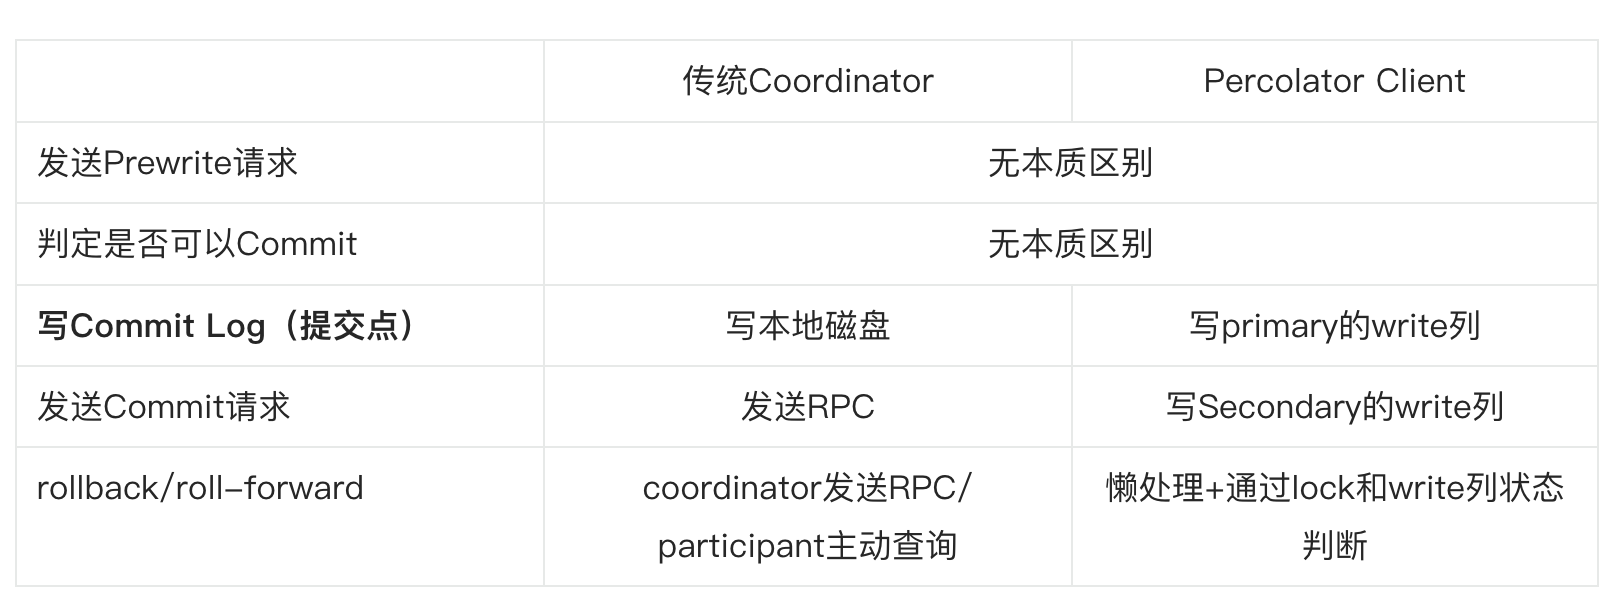 传统Coordinator
Percolator Client
发送Prewrite请求
无本质区别
判定是否可以Commit
无本质区别
写Commit Log（提交点）
写本地磁盘
写primary的write列
发送Commit请求
发送RPC
写Secondary的write列
rollback/roll-forward
coordinator发送RPC/
participant主动查询
懒处理+通过lock和write列状态
判断